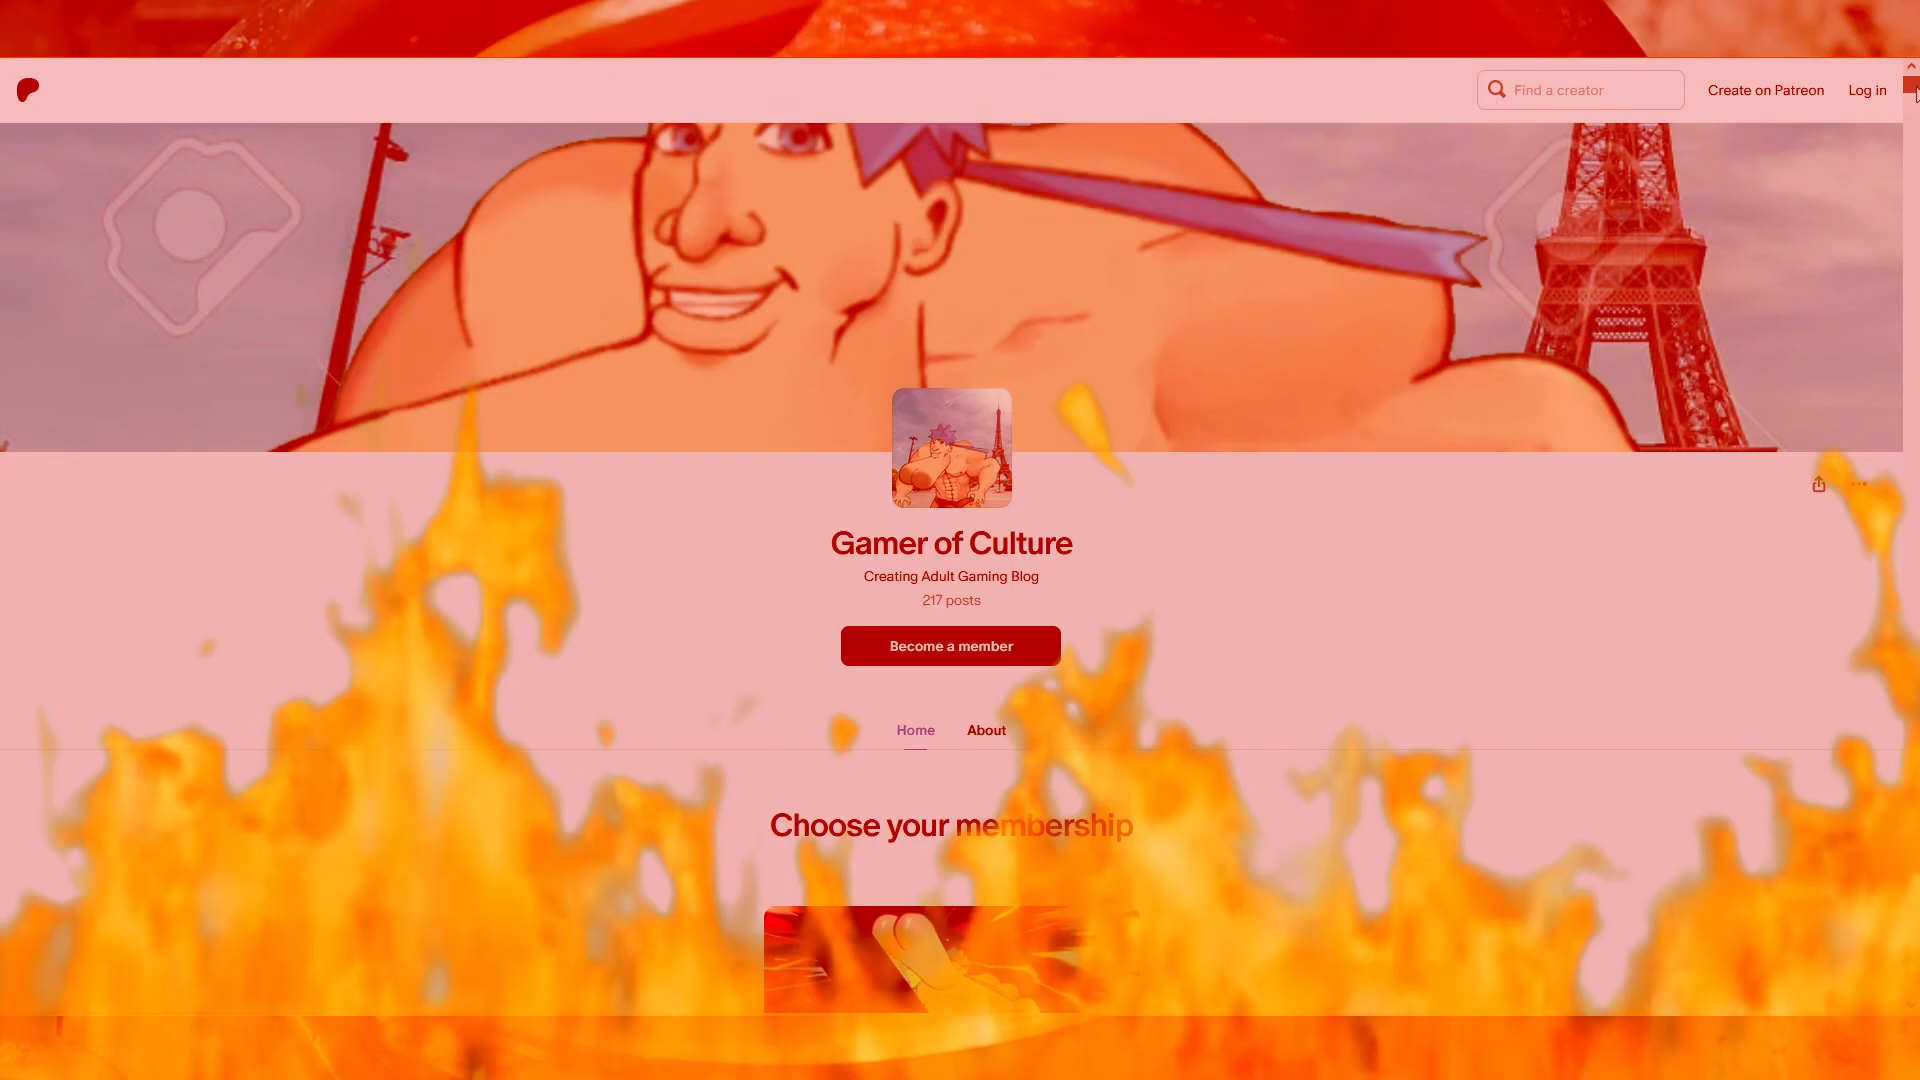 Find a creator
Create on Patreon
Log in
Gamer of Culture
Creating Adult Gaming Blog
217 posts
Become a member
Home
About
Choose your membership